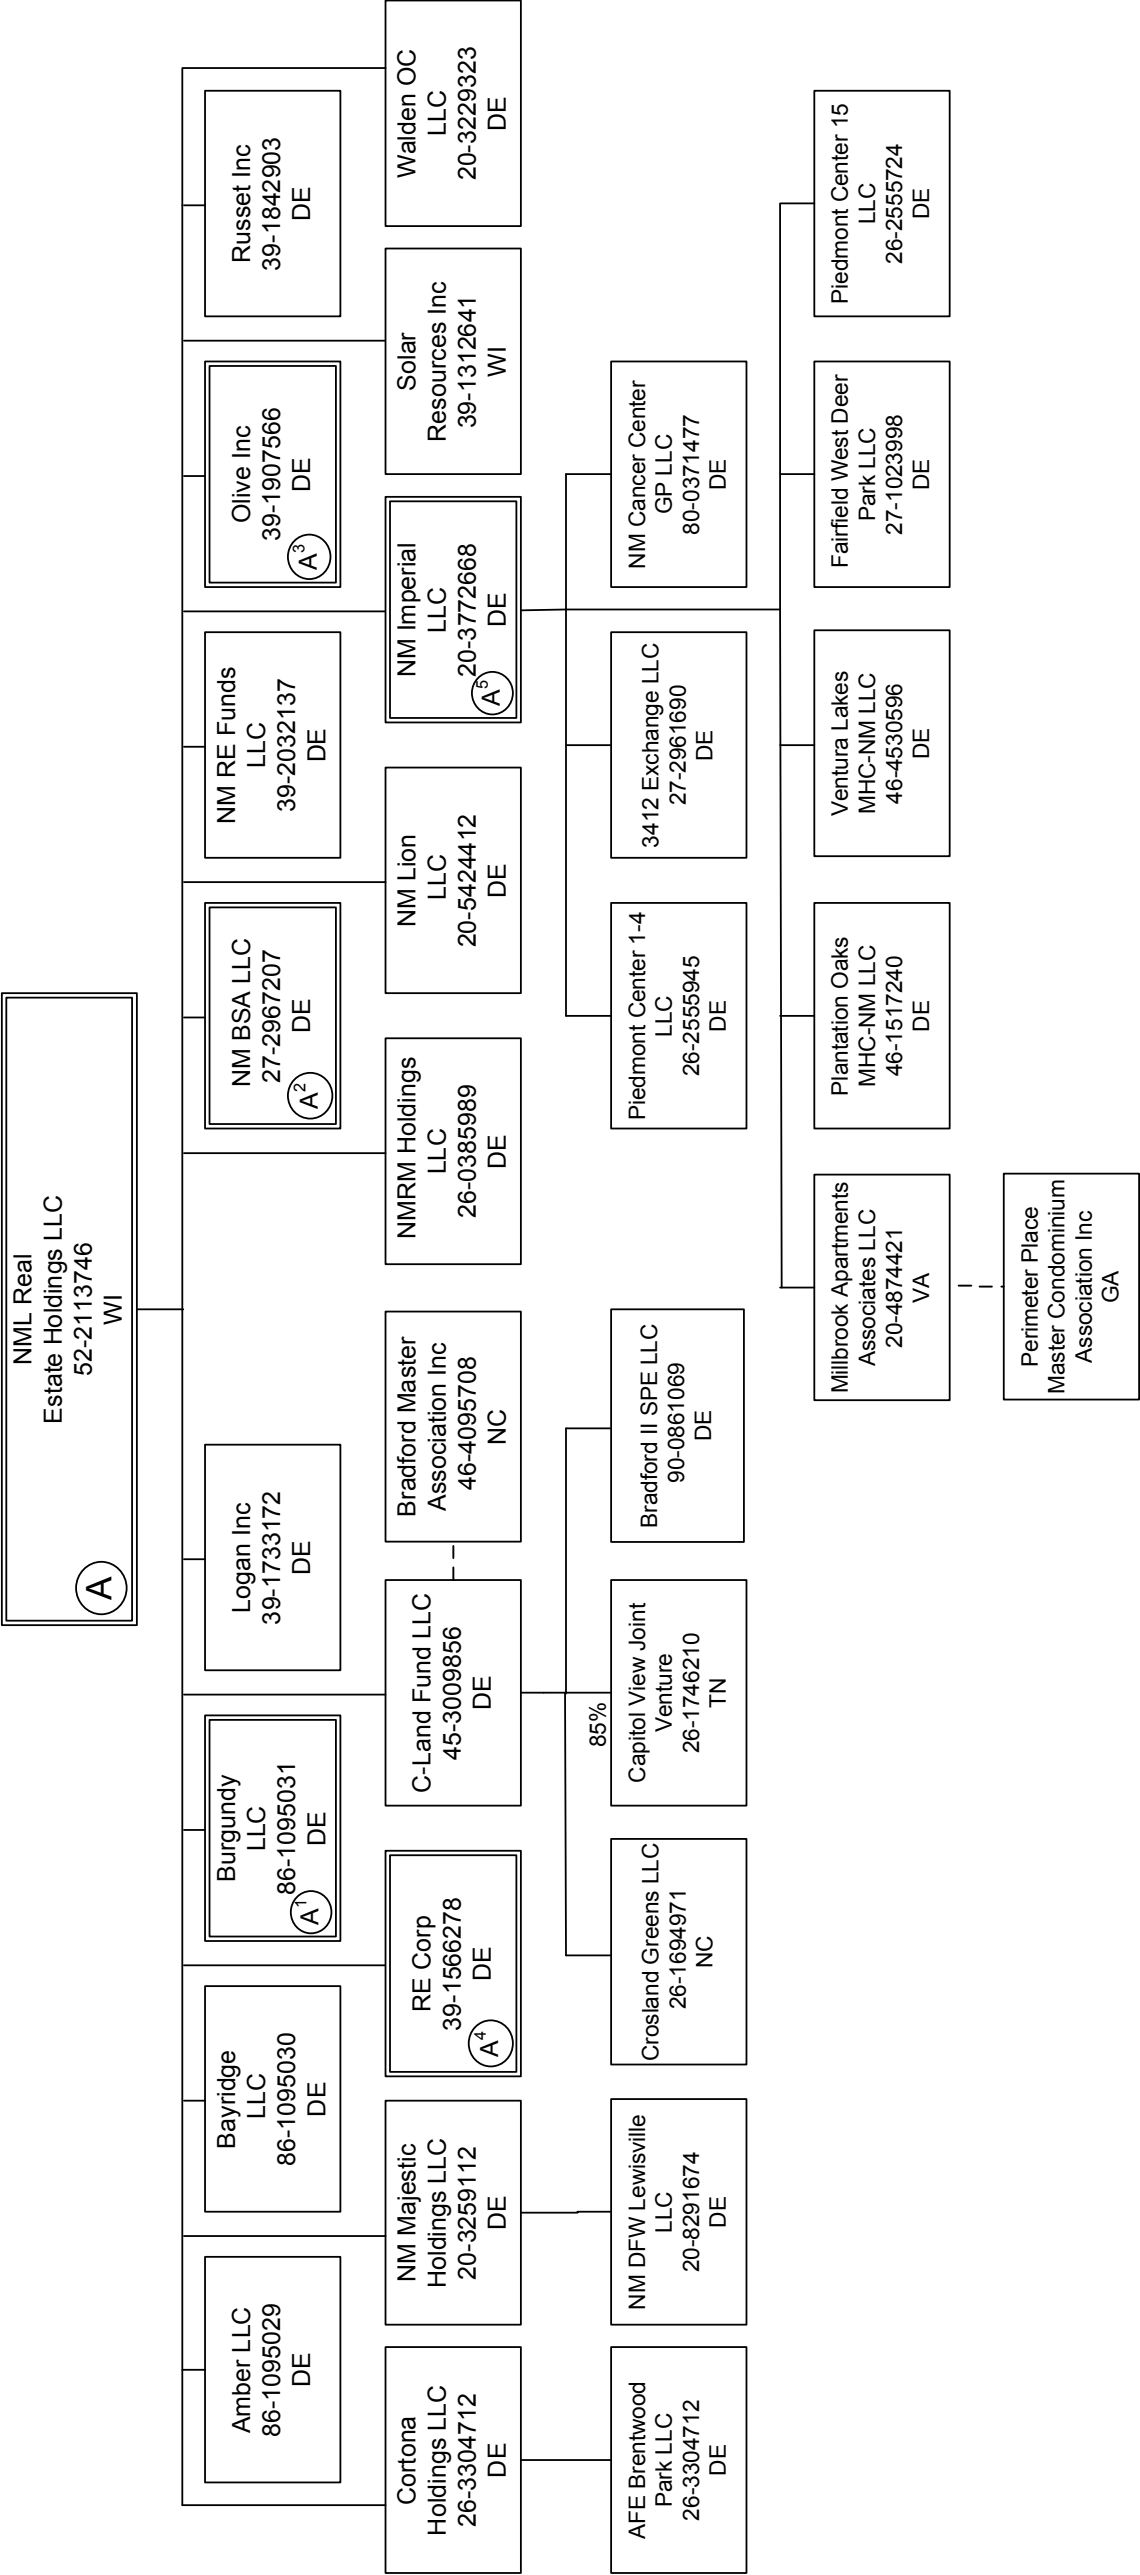 NML Real
Estate Holdings LLC
52-2113746
WI
A
Amber LLC
86-1095029
DE
Bayridge
LLC
86-1095030
DE
Burgundy
LLC
86-1095031
DE
A1
Logan Inc
39-1733172
DE
NM BSA LLC
27-2967207
DE
A2
NM RE Funds
LLC
39-2032137
DE
Olive Inc
39-1907566
DE
A3
Russet Inc
39-1842903
DE
Cortona
Holdings LLC
26-3304712
DE
NM Majestic
Holdings LLC
20-3259112
DE
RE Corp
39-1566278
DE
A4
C-Land Fund LLC
45-3009856
DE
Bradford Master
Association Inc
46-4095708
NC
NMRM Holdings
LLC
26-0385989
DE
NM Lion
LLC
20-5424412
DE
NM Imperial
LLC
20-3772668
DE
A5
Solar
Resources Inc
39-1312641
WI
Walden OC
LLC
20-3229323
DE
85%
AFE Brentwood
Park LLC
26-3304712
DE
NM DFW Lewisville
LLC
20-8291674
DE
Crosland Greens LLC
26-1694971
NC
Capitol View Joint
Venture
26-1746210
TN
Bradford II SPE LLC
90-0861069
DE
Piedmont Center 1-4
LLC
26-2555945
DE
3412 Exchange LLC
27-2961690
DE
NM Cancer Center
GP LLC
80-0371477
DE
Millbrook Apartments
Associates LLC
20-4874421
VA
Plantation Oaks
MHC-NM LLC
46-1517240
DE
Ventura Lakes
MHC-NM LLC
46-4530596
DE
Fairfield West Deer
Park LLC
27-1023998
DE
Piedmont Center 15
LLC
26-2555724
DE
Perimeter Place
Master Condominium
Association Inc
GA